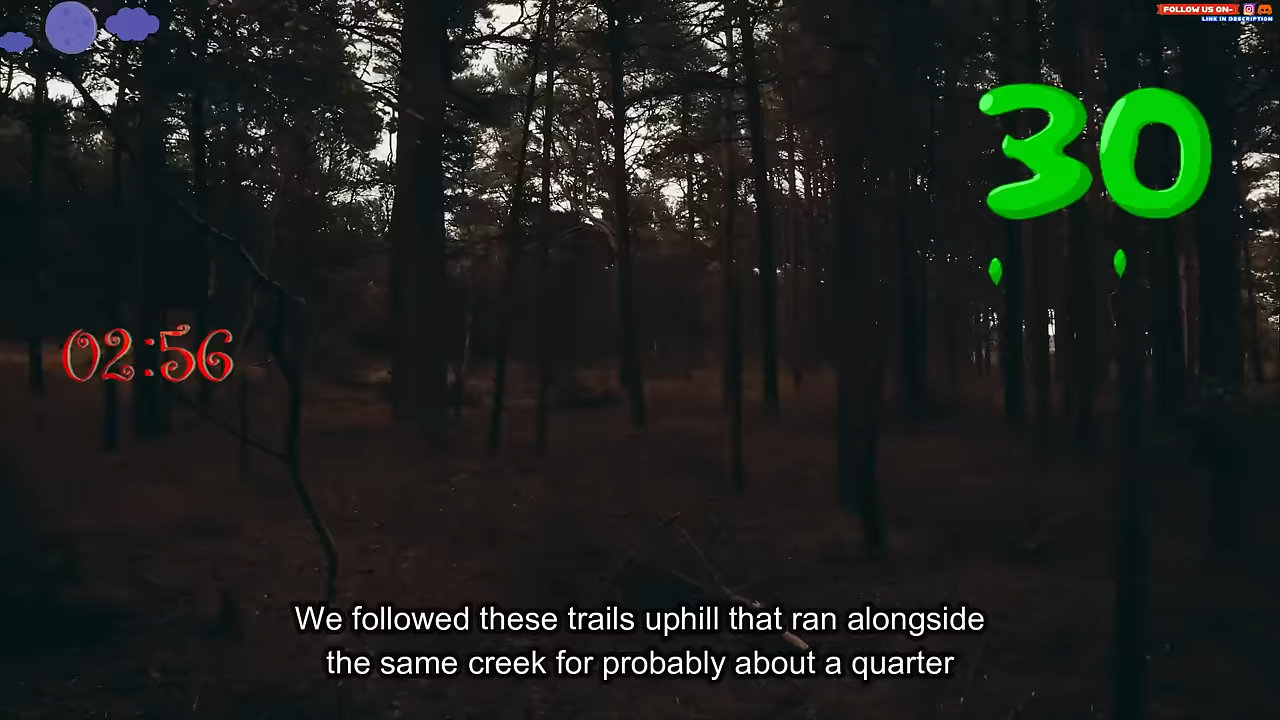 FOLLOW US ON-
LINK IN DESCRIPTION
30
02:56
We followed these trails uphill that ran alongside
the same creek for probably about a quarter